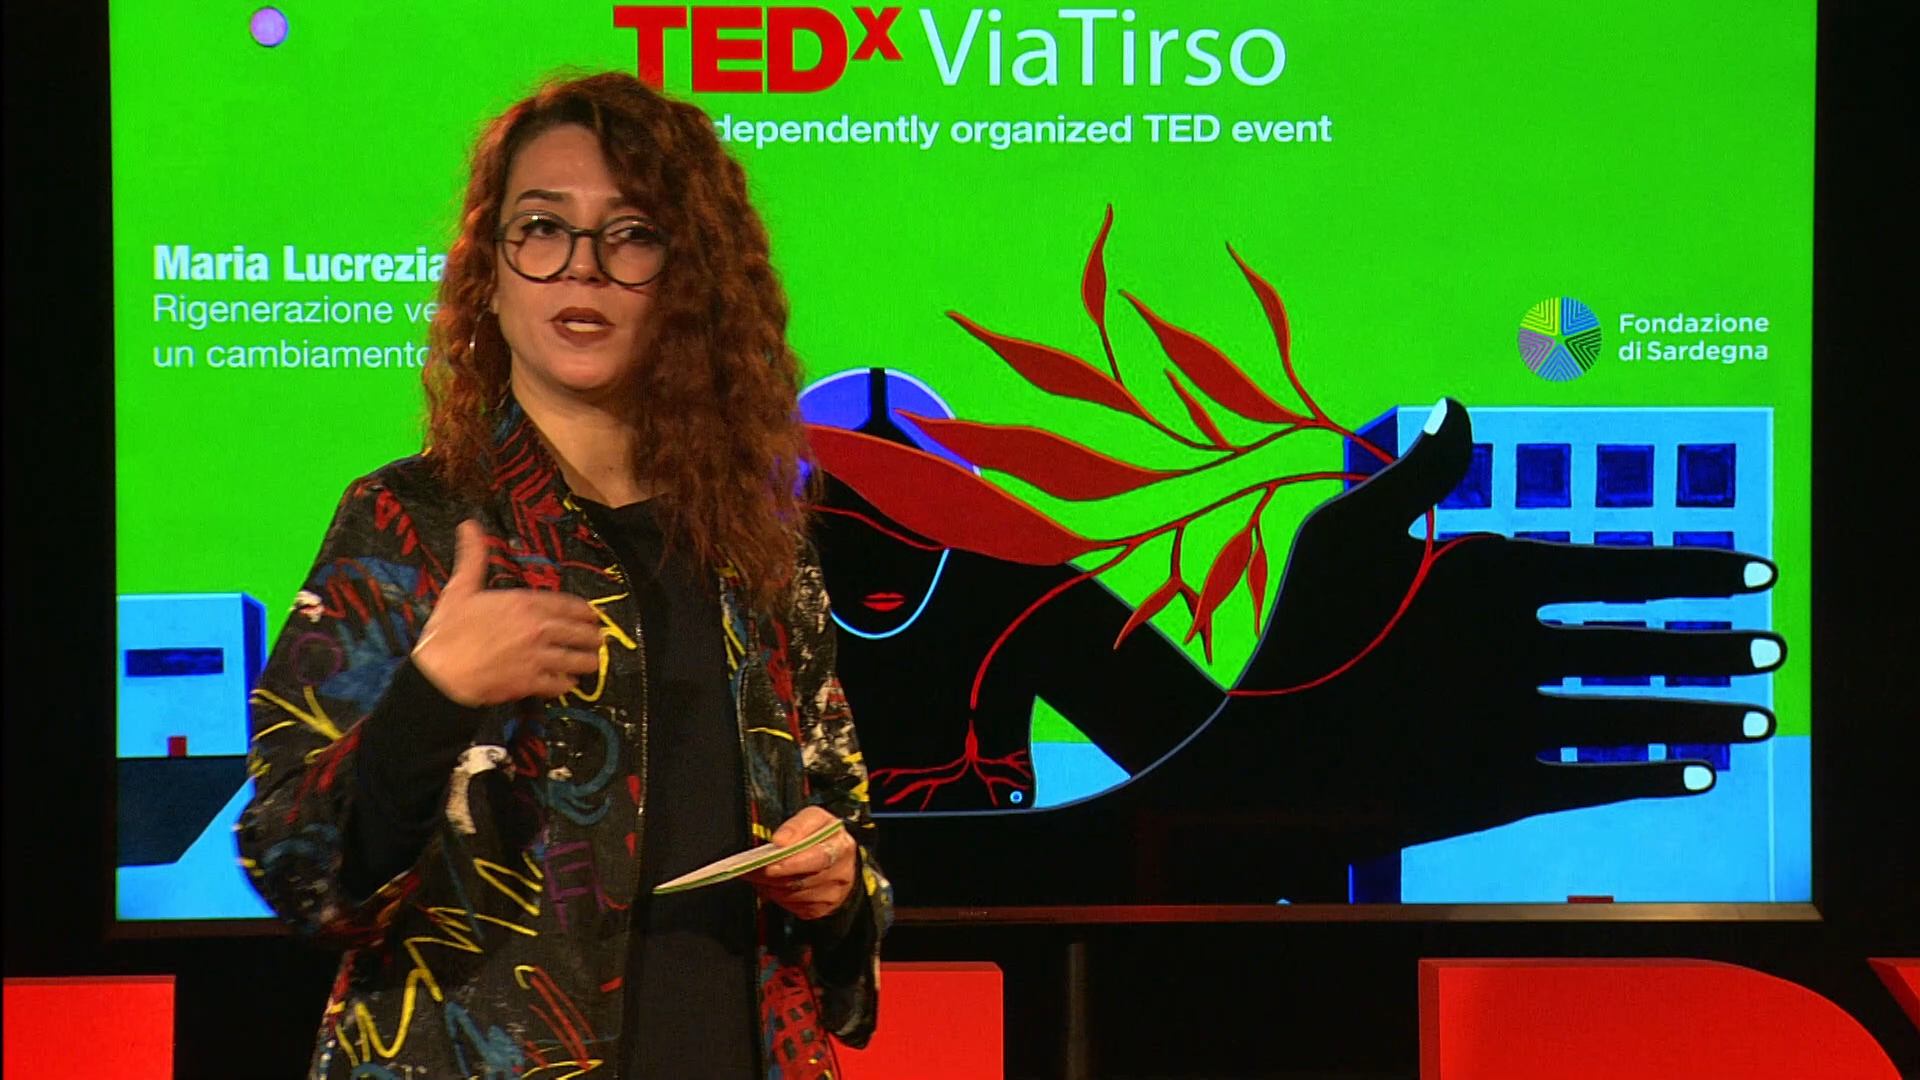 TEDx ViaTirso
dependently organized TED event
Maria Lucrezia
Rigenerazione ve
un cambiamento
Fondazione
di Sardegna